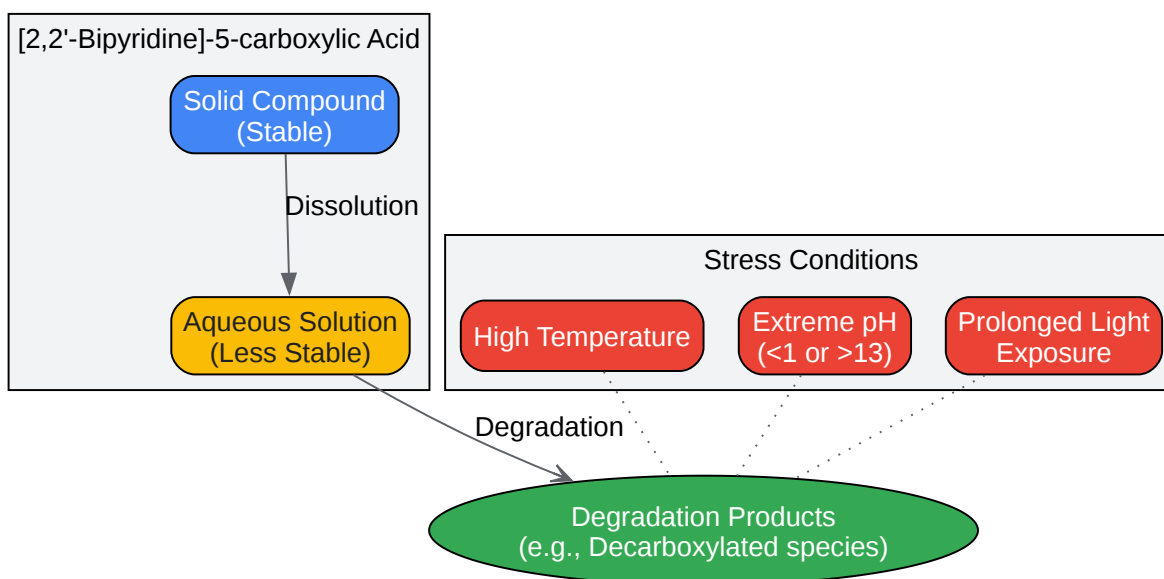 [2,2'-Bipyridine]-5-carboxylic Acid
Solid Compound
(Stable)
Dissolution
Aqueous Solution
(Less Stable)
Stress Conditions
High Temperature
Extreme pH
(<1 or >13)
Prolonged Light
Exposure
Degradation
Degradation Products
(e.g., Decarboxylated species)